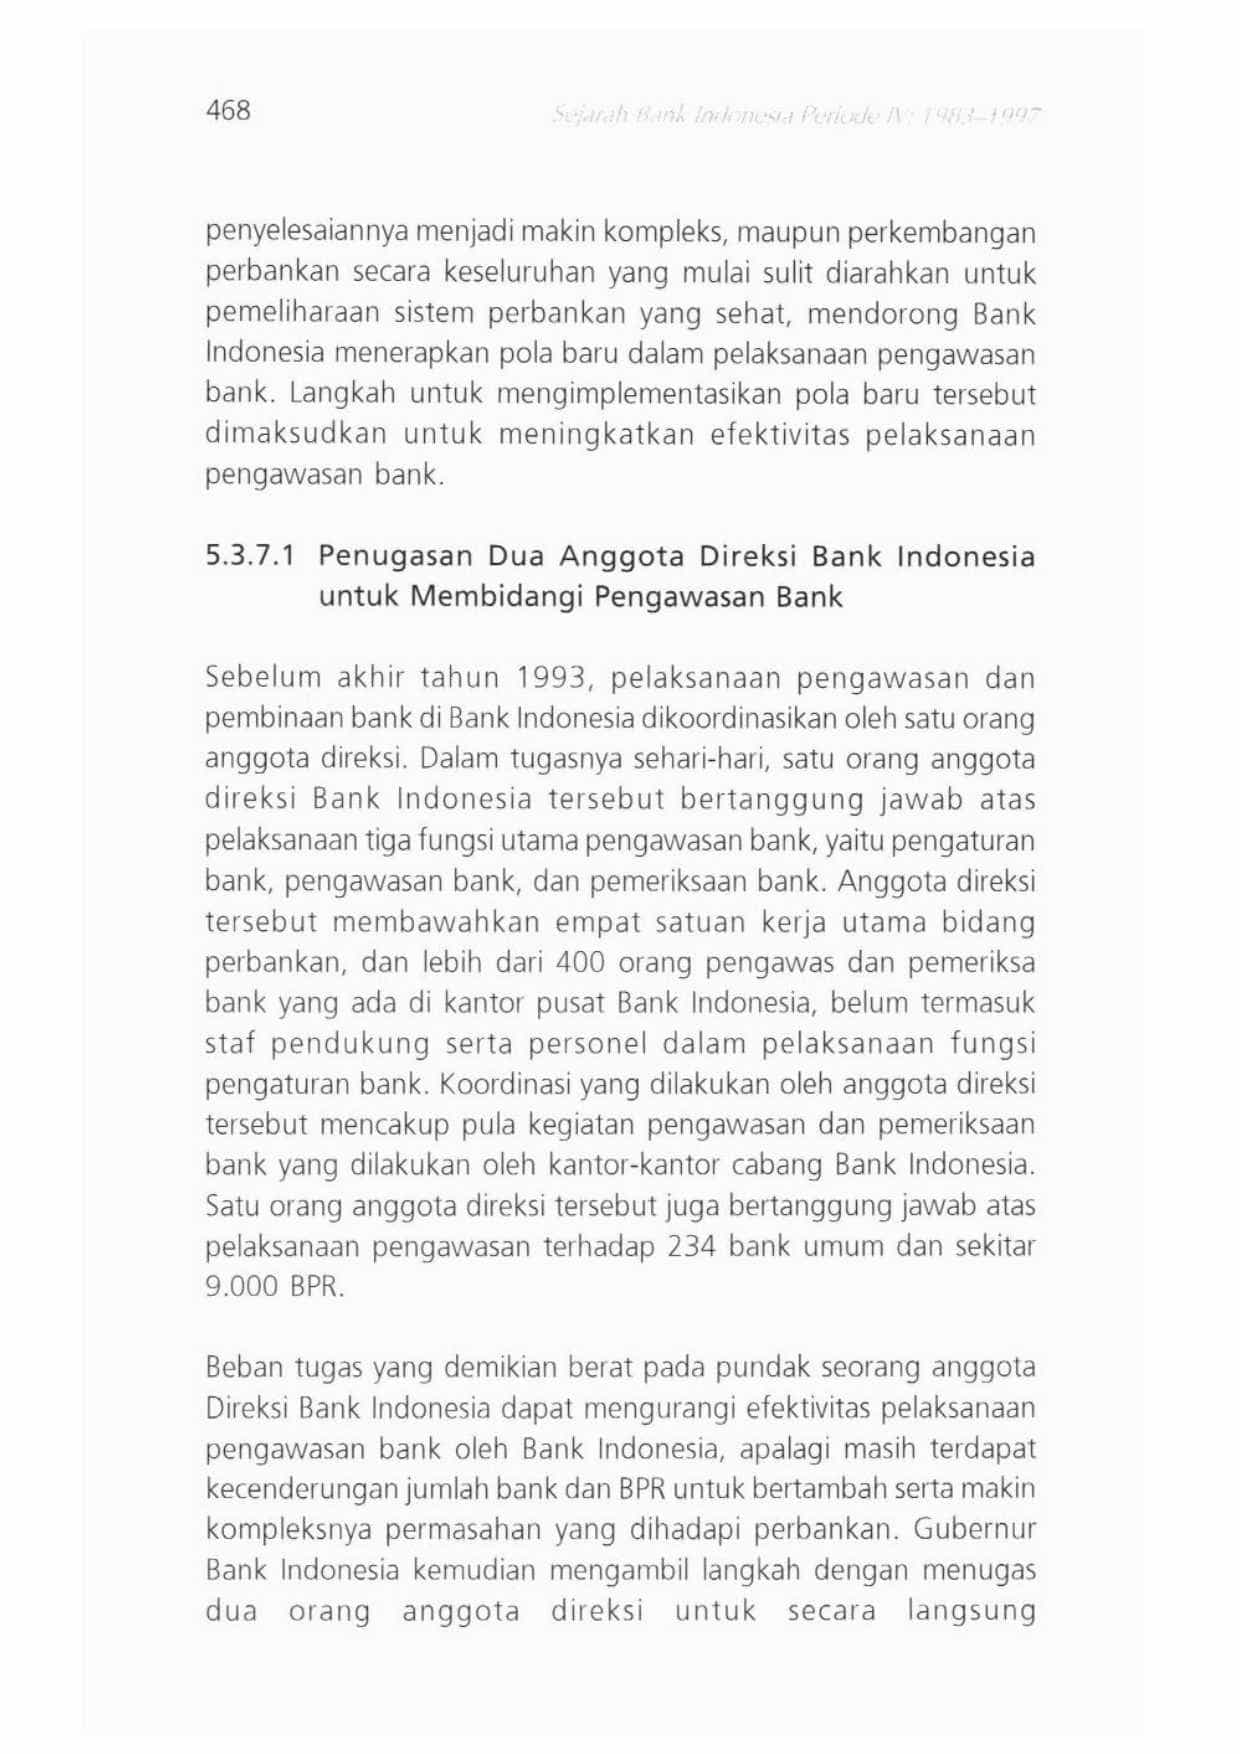 468
Sejarah Bank Indonesia Periode IV: 1983–1997
penyelesaiannya menjadi makin kompleks, maupun perkembangan
perbankan secara keseluruhan yang mulai sulit diarahkan untuk
pemeliharaan sistem perbankan yang sehat, mendorong Bank
Indonesia menerapkan pola baru dalam pelaksanaan pengawasan
bank. Langkah untuk mengimplementasikan pola baru tersebut
dimaksudkan untuk meningkatkan efektivitas pelaksanaan
pengawasan bank.
5.3.7.1 Penugasan Dua Anggota Direksi Bank Indonesia
untuk Membidangi Pengawasan Bank
Sebelum akhir tahun 1993, pelaksanaan pengawasan dan
pembinaan bank di Bank Indonesia dikoordinasikan oleh satu orang
anggota direksi. Dalam tugasnya sehari-hari, satu orang anggota
direksi Bank Indonesia tersebut bertanggung jawab atas
pelaksanaan tiga fungsi utama pengawasan bank, yaitu pengaturan
bank, pengawasan bank, dan pemeriksaan bank. Anggota direksi
tersebut membawahkan empat satuan kerja utama bidang
perbankan, dan lebih dari 400 orang pengawas dan pemeriksa
bank yang ada di kantor pusat Bank Indonesia, belum termasuk
staf pendukung serta personel dalam pelaksanaan fungsi
pengaturan bank. Koordinasi yang dilakukan oleh anggota direksi
tersebut mencakup pula kegiatan pengawasan dan pemeriksaan
bank yang dilakukan oleh kantor-kantor cabang Bank Indonesia.
Satu orang anggota direksi tersebut juga bertanggung jawab atas
pelaksanaan pengawasan terhadap 234 bank umum dan sekitar
9.000 BPR.
Beban tugas yang demikian berat pada pundak seorang anggota
Direksi Bank Indonesia dapat mengurangi efektivitas pelaksanaan
pengawasan bank oleh Bank Indonesia, apalagi masih terdapat
kecenderungan jumlah bank dan BPR untuk bertambah serta makin
kompleksnya permasahan yang dihadapi perbankan. Gubernur
Bank Indonesia kemudian mengambil langkah dengan menugas
dua orang anggota direksi untuk secara langsung